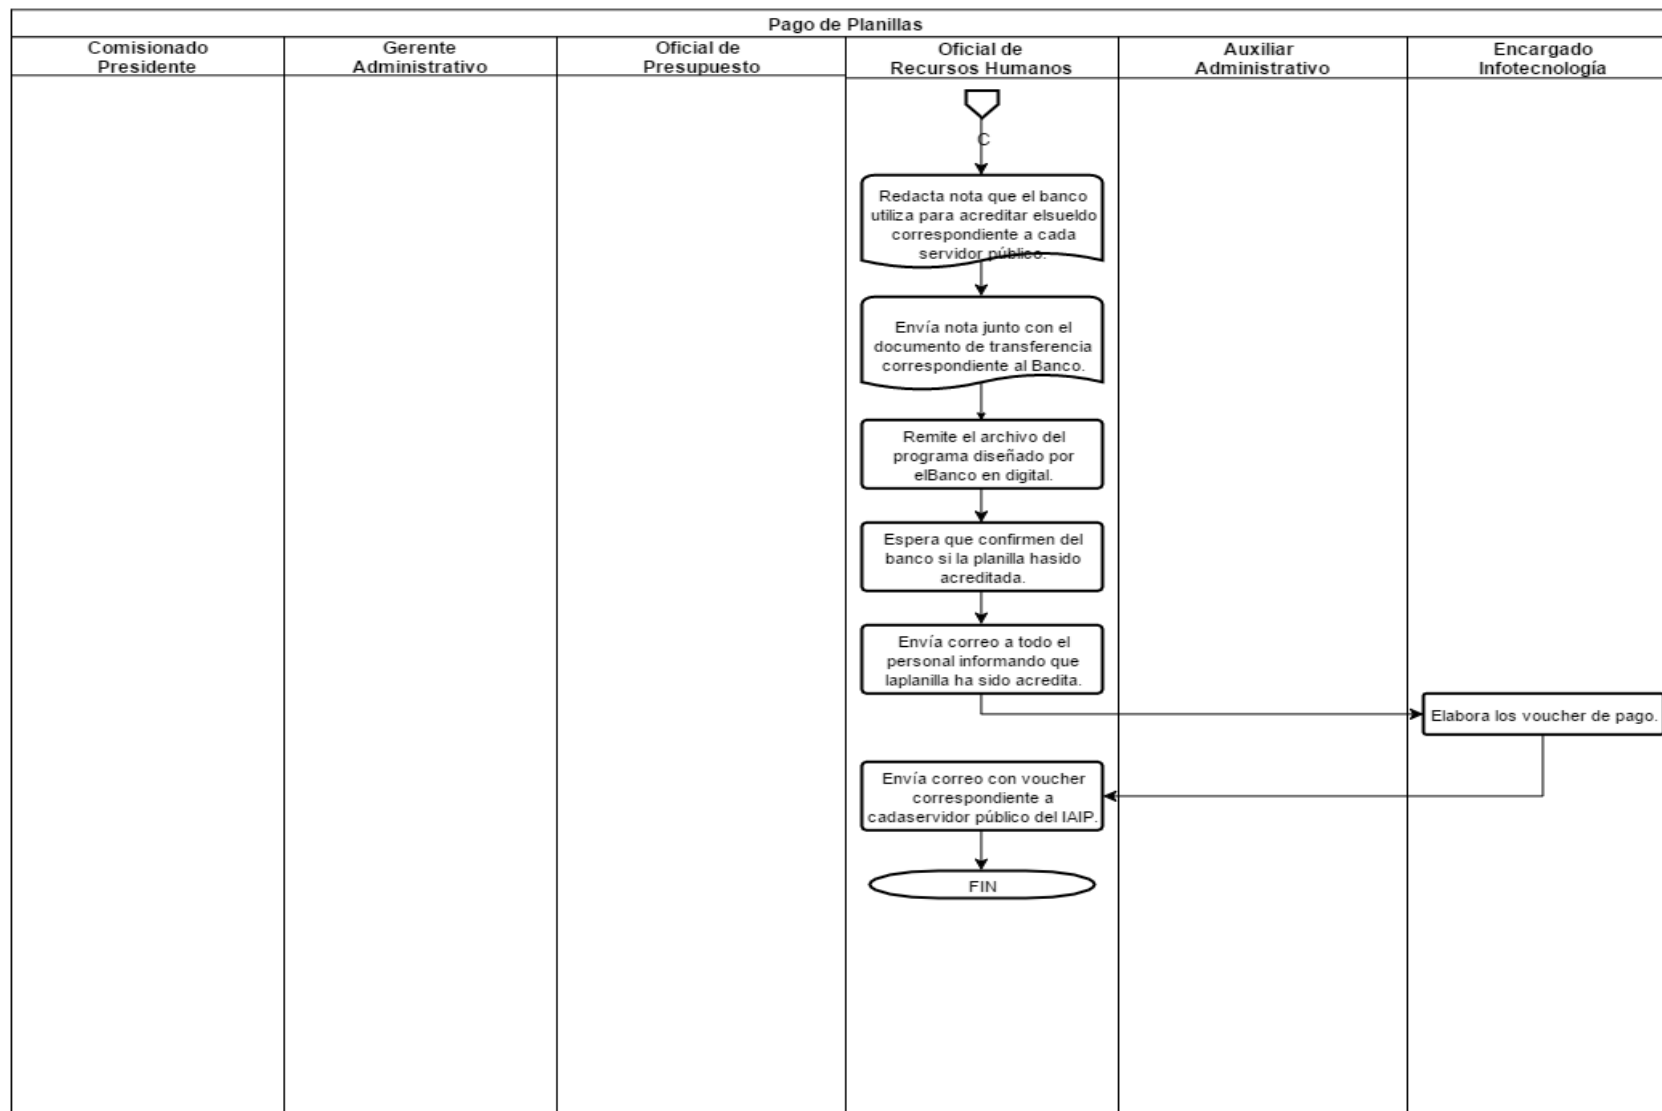 Pago de Planillas
Comisionado
Presidente
Gerente
Administrativo
Oficial de
Presupuesto
Oficial de
Recursos Humanos
Auxiliar
Administrativo
Encargado
Infotecnología
C
Redacta nota que el banco
utiliza para acreditar elsueldo
correspondiente a cada
servidor público.
Envía nota junto con el
documento de transferencia
correspondiente al Banco.
Remite el archivo del
programa diseñado por
elBanco en digital.
Espera que confirmen del
banco si la planilla hasido
acreditada.
Envía correo a todo el
personal informando que
laplanilla ha sido acredita.
Elabora los voucher de pago.
Envía correo con voucher
correspondiente a
cadaservidor público del IAIP.
FIN